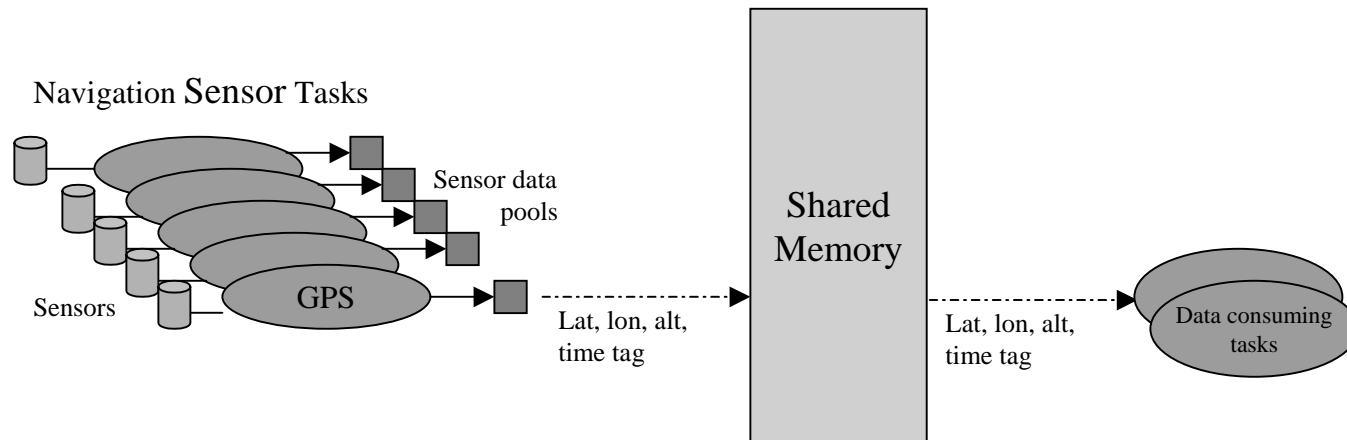 Navigation Sensor Tasks
Sensor data
pools
Shared
Memory
Sensors
GPS
Lat, lon, alt,
time tag
Lat, lon, alt,
time tag
Data consuming
tasks